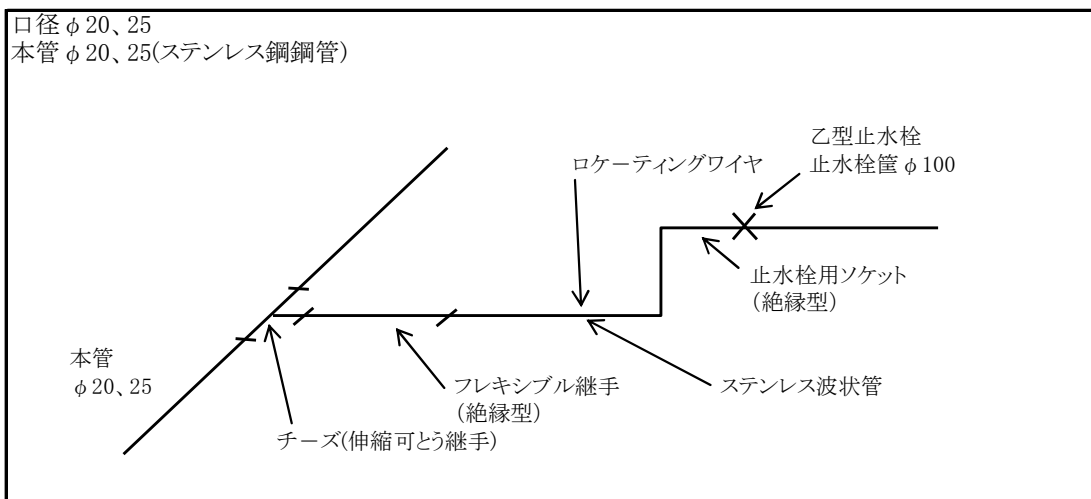 口径φ20、25
本管φ20、25(ステンレス鋼鋼管)
乙型止水栓
止水栓筐φ100
ロケーティングワイヤ
止水栓用ソケット
(絶縁型)
本管
φ20、25
フレキシブル継手
(絶縁型)
ステンレス波状管
チーズ(伸縮可とう継手)